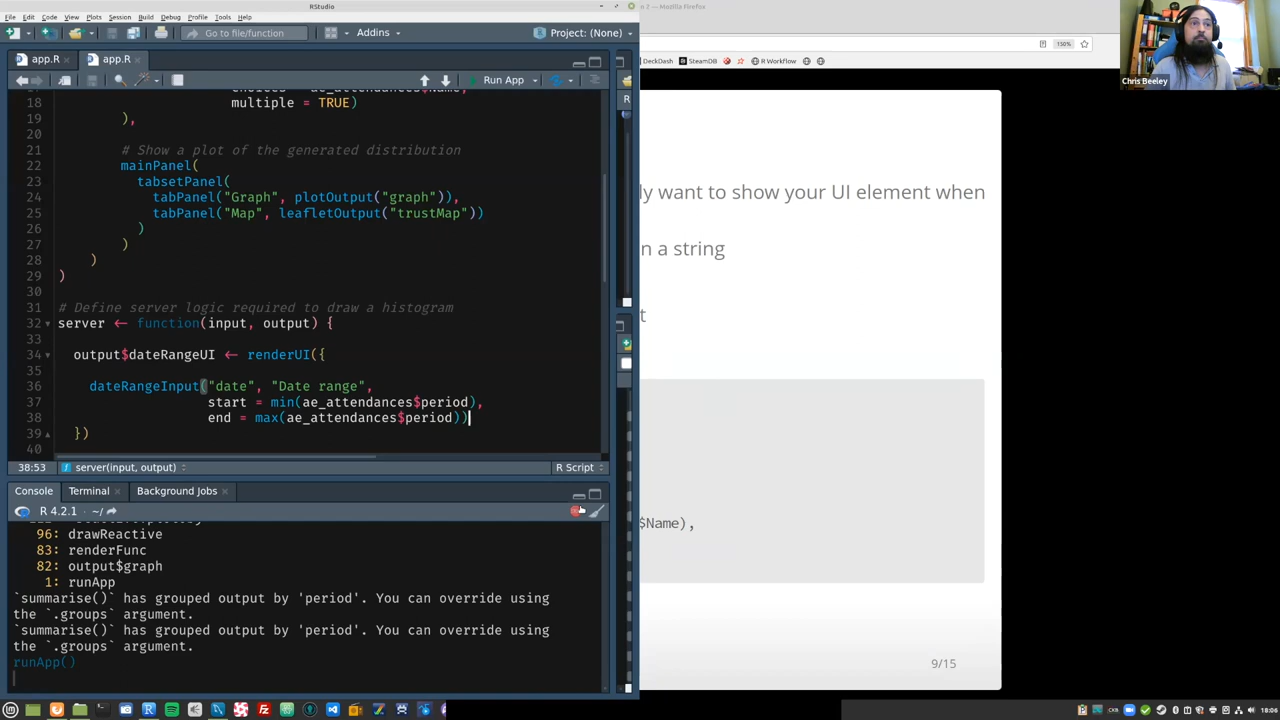 RStudio
n 2 — Mozilla Firefox
File Edit Code View Plots Session Build Debug Profile Tools Help
Go to file/function
Addins
Project: (None)
150%
DeckDash
SteamDB
R Workflow
app.R
app.R
Run App
R
18 multiple = TRUE)
19 ),
20
21 # Show a plot of the generated distribution
22 mainPanel(
23 tabsetPanel(
24 tabPanel("Graph", plotOutput("graph")),
25 tabPanel("Map", leafletOutput("trustMap"))
26 )
27 )
28 )
29 )
30
31 # Define server logic required to draw a histogram
32 server ← function(input, output) {
33
34 output$dateRangeUI ← renderUI({
35
36 dateRangeInput("date", "Date range",
37 start = min(ae_attendances$period),
38 end = max(ae_attendances$period))
39 })
40
38:53
server(input, output)
R Script
Console
Terminal
Background Jobs
R 4.2.1 · ~/
96: drawReactive
83: renderFunc
82: output$graph
1: runApp
`summarise()` has grouped output by 'period'. You can override using
the `.groups` argument.
`summarise()` has grouped output by 'period'. You can override using
the `.groups` argument.
runApp()
ly want to show your UI element when
n a string
t
$Name),
9/15
Chris Beeley
18:06